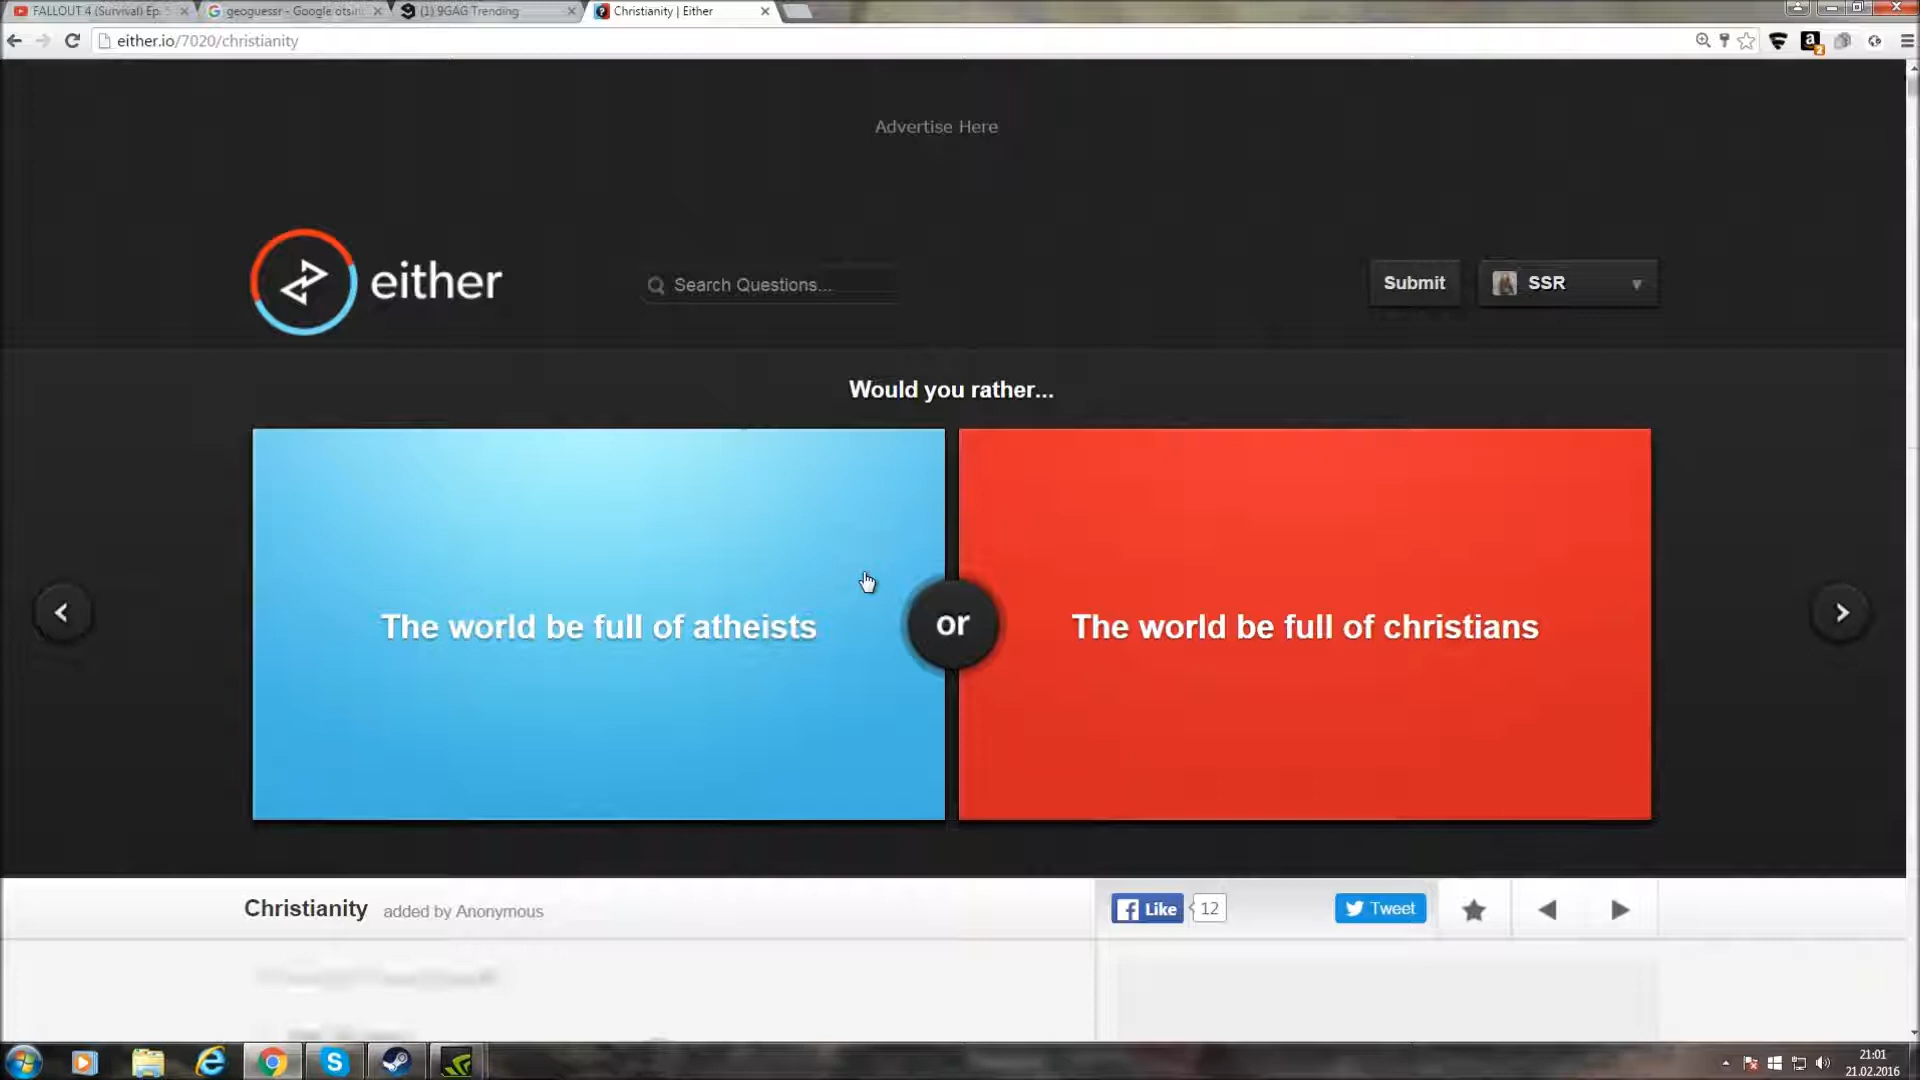 FALLOUT 4 (Survival) Ep.
geoguessr - Google otsin
(1) 9GAG Trending
Christianity | Either
either.io/7020/christianity
Advertise Here
either
Search Questions...
Submit
SSR
Would you rather...
The world be full of atheists
or
The world be full of christians
Christianity added by Anonymous
Like 12
Tweet
21:01
21.02.2016